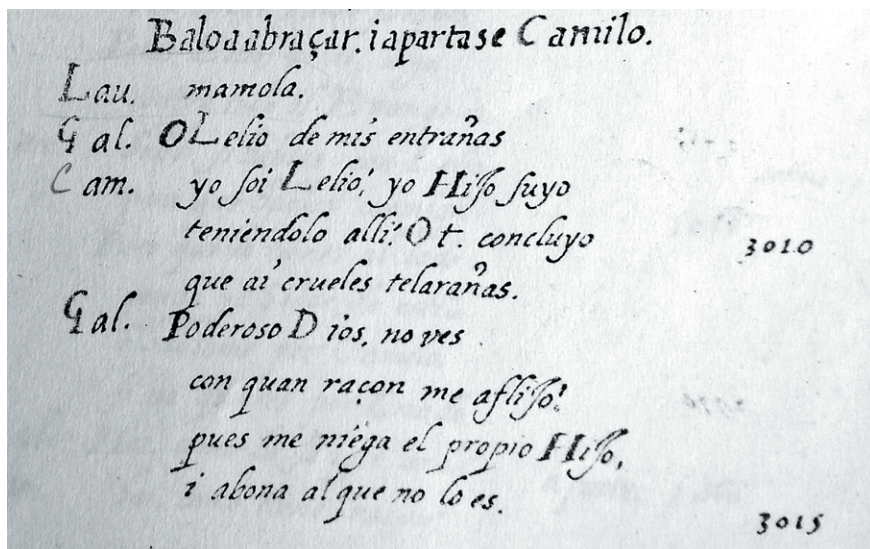 Baloa abraçar. i apartase Camilo.
Lau. mamola.
Gal. O Lelio de mis entrañas
Cam. yo soi Lelio! yo Hijo suyo
teniendolo alli! Ot. concluyo 3010
que ai crueles telarañas.
Gal. Poderoso Dios, no ves
con quan raçon me aflijo!
pues me niega el propio Hijo,
i abona al que no lo es.
3015